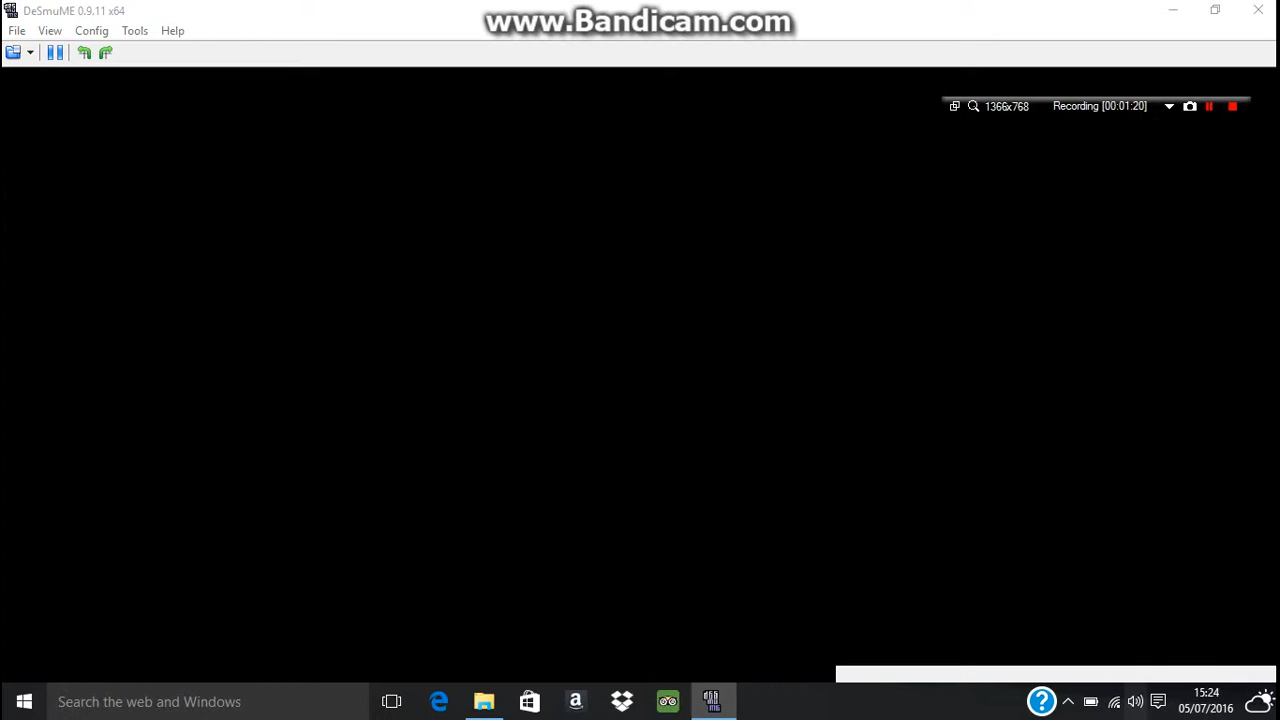 DeSmuME 0.9.11 x64
www.Bandicam.com
File View Config Tools Help
1366x768 Recording [00:01:20]
Search the web and Windows
15:24
05/07/2016